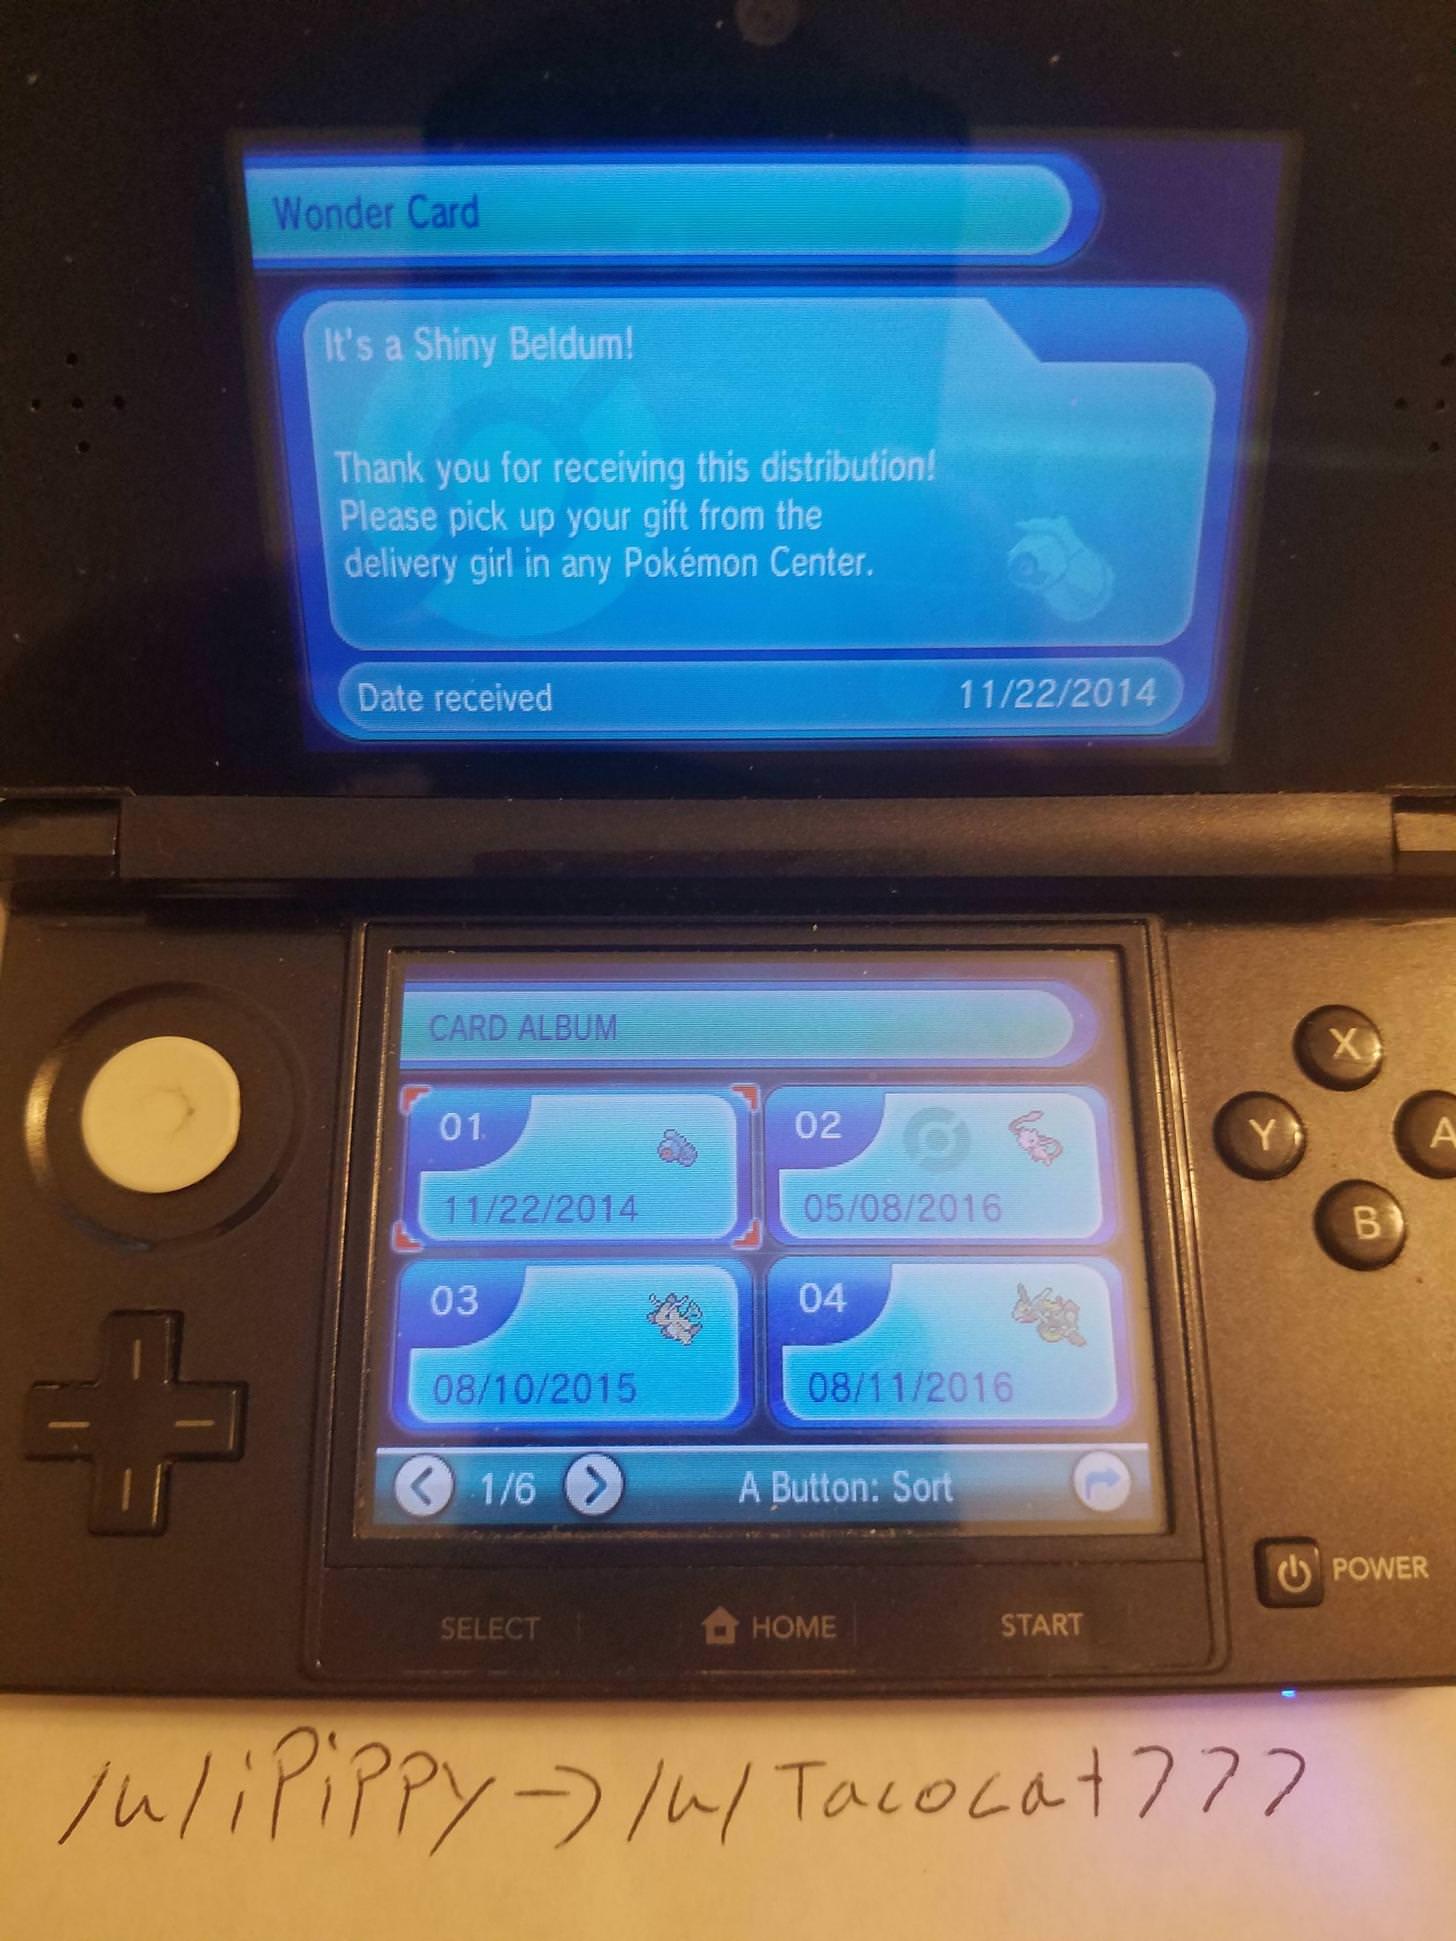 Wonder Card
It's a Shiny Beldum!
Thank you for receiving this distribution!
Please pick up your gift from the
delivery girl in any Pokémon Center.
Date received 11/22/2014
CARD ALBUM
01
11/22/2014
02
05/08/2016
03
08/10/2015
04
08/11/2016
1/6
A Button: Sort
X
Y
A
B
POWER
SELECT
HOME
START
/u/iPiPPy->/u/Tacocat777